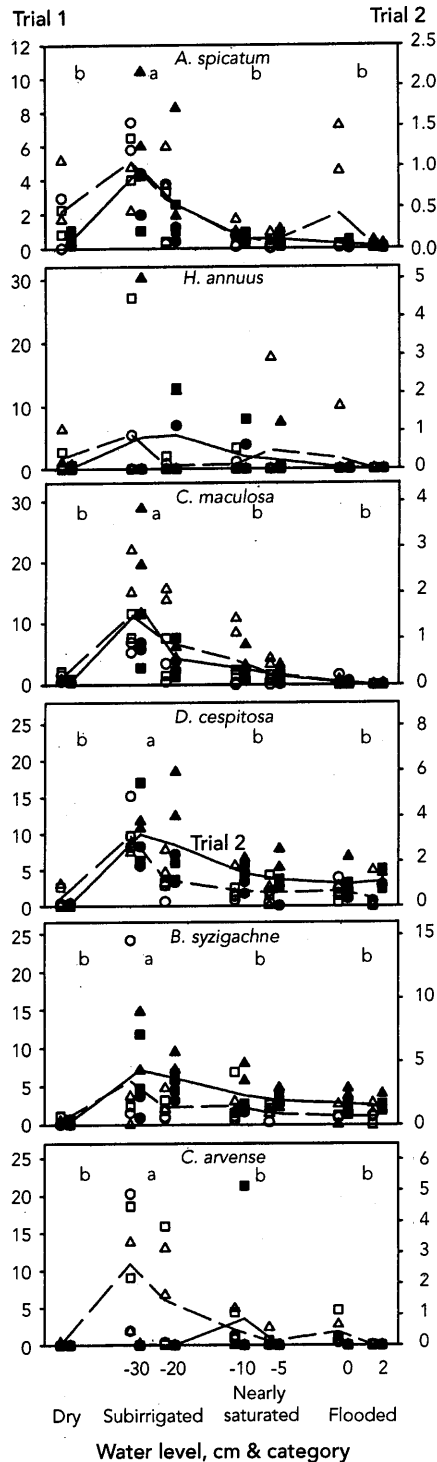 Trial 1 Trial 2
12 A. spicatum 2.5
b a b b
10 2.0
8
1.5
6
1.0
4
2 0.5
0 0.0
30 H. annuus 5
4
20 3
2
10
1
0 0
30 C. maculosa 4
b a b b
3
20
2
10
1
0 0
25 D. cespitosa 8
b a b b
20 6
15
4
10 Trial 2
2
5
0 0
25 B. syzigachne 15
b a b b
20
10
15
10 5
5
0 0
25 C. arvense 6
b a b b
20 5
4
15
3
10
2
5 1
0 0
-30 -20 -10 -5 0 2
Nearly
Dry Subirrigated saturated Flooded
Water level, cm & category